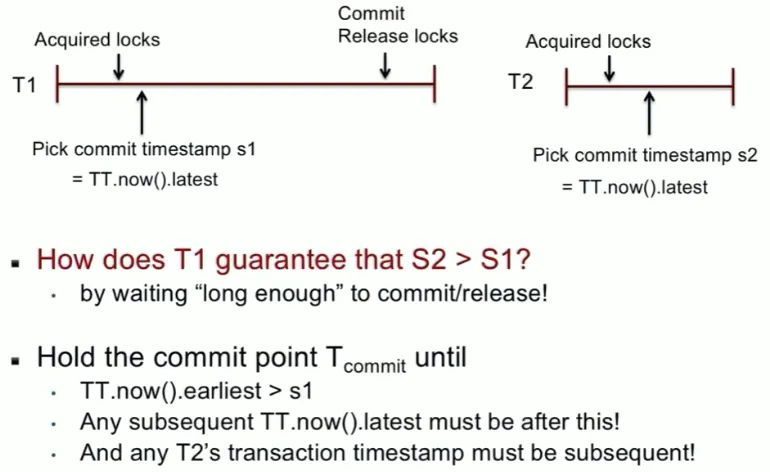 Commit
Acquired locks
Release locks
Acquired locks
T1
T2
Pick commit timestamp s1
= TT.now().latest
Pick commit timestamp s2
= TT.now().latest
▪ How does T1 guarantee that S2 > S1?
· by waiting “long enough” to commit/release!
▪ Hold the commit point Tcommit until
· TT.now().earliest > s1
· Any subsequent TT.now().latest must be after this!
· And any T2’s transaction timestamp must be subsequent!